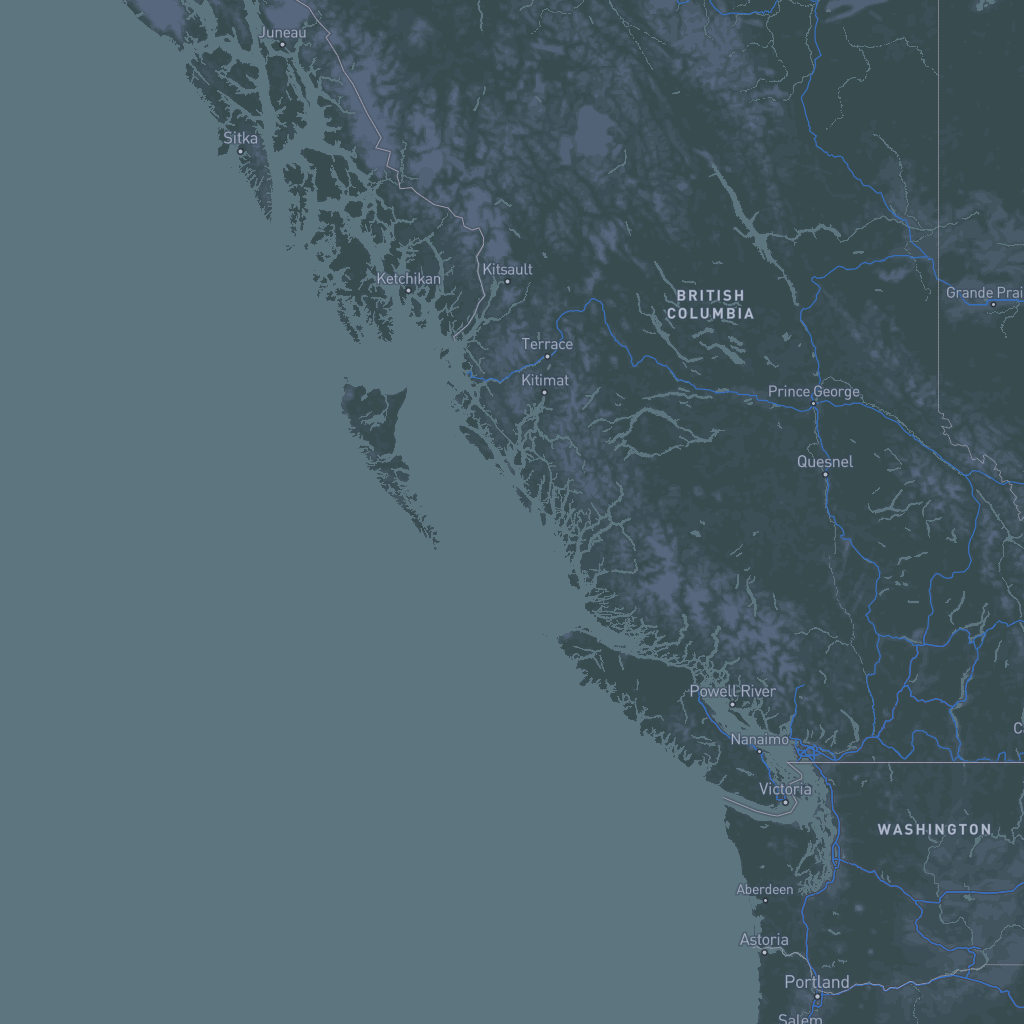 Juneau
Sitka
Ketchikan
Kitsault
BRITISH
COLUMBIA
Grande Prai
Terrace
Kitimat
Prince George
Quesnel
Powell River
Nanaimo
Victoria
WASHINGTON
Aberdeen
Astoria
Portland
Salem